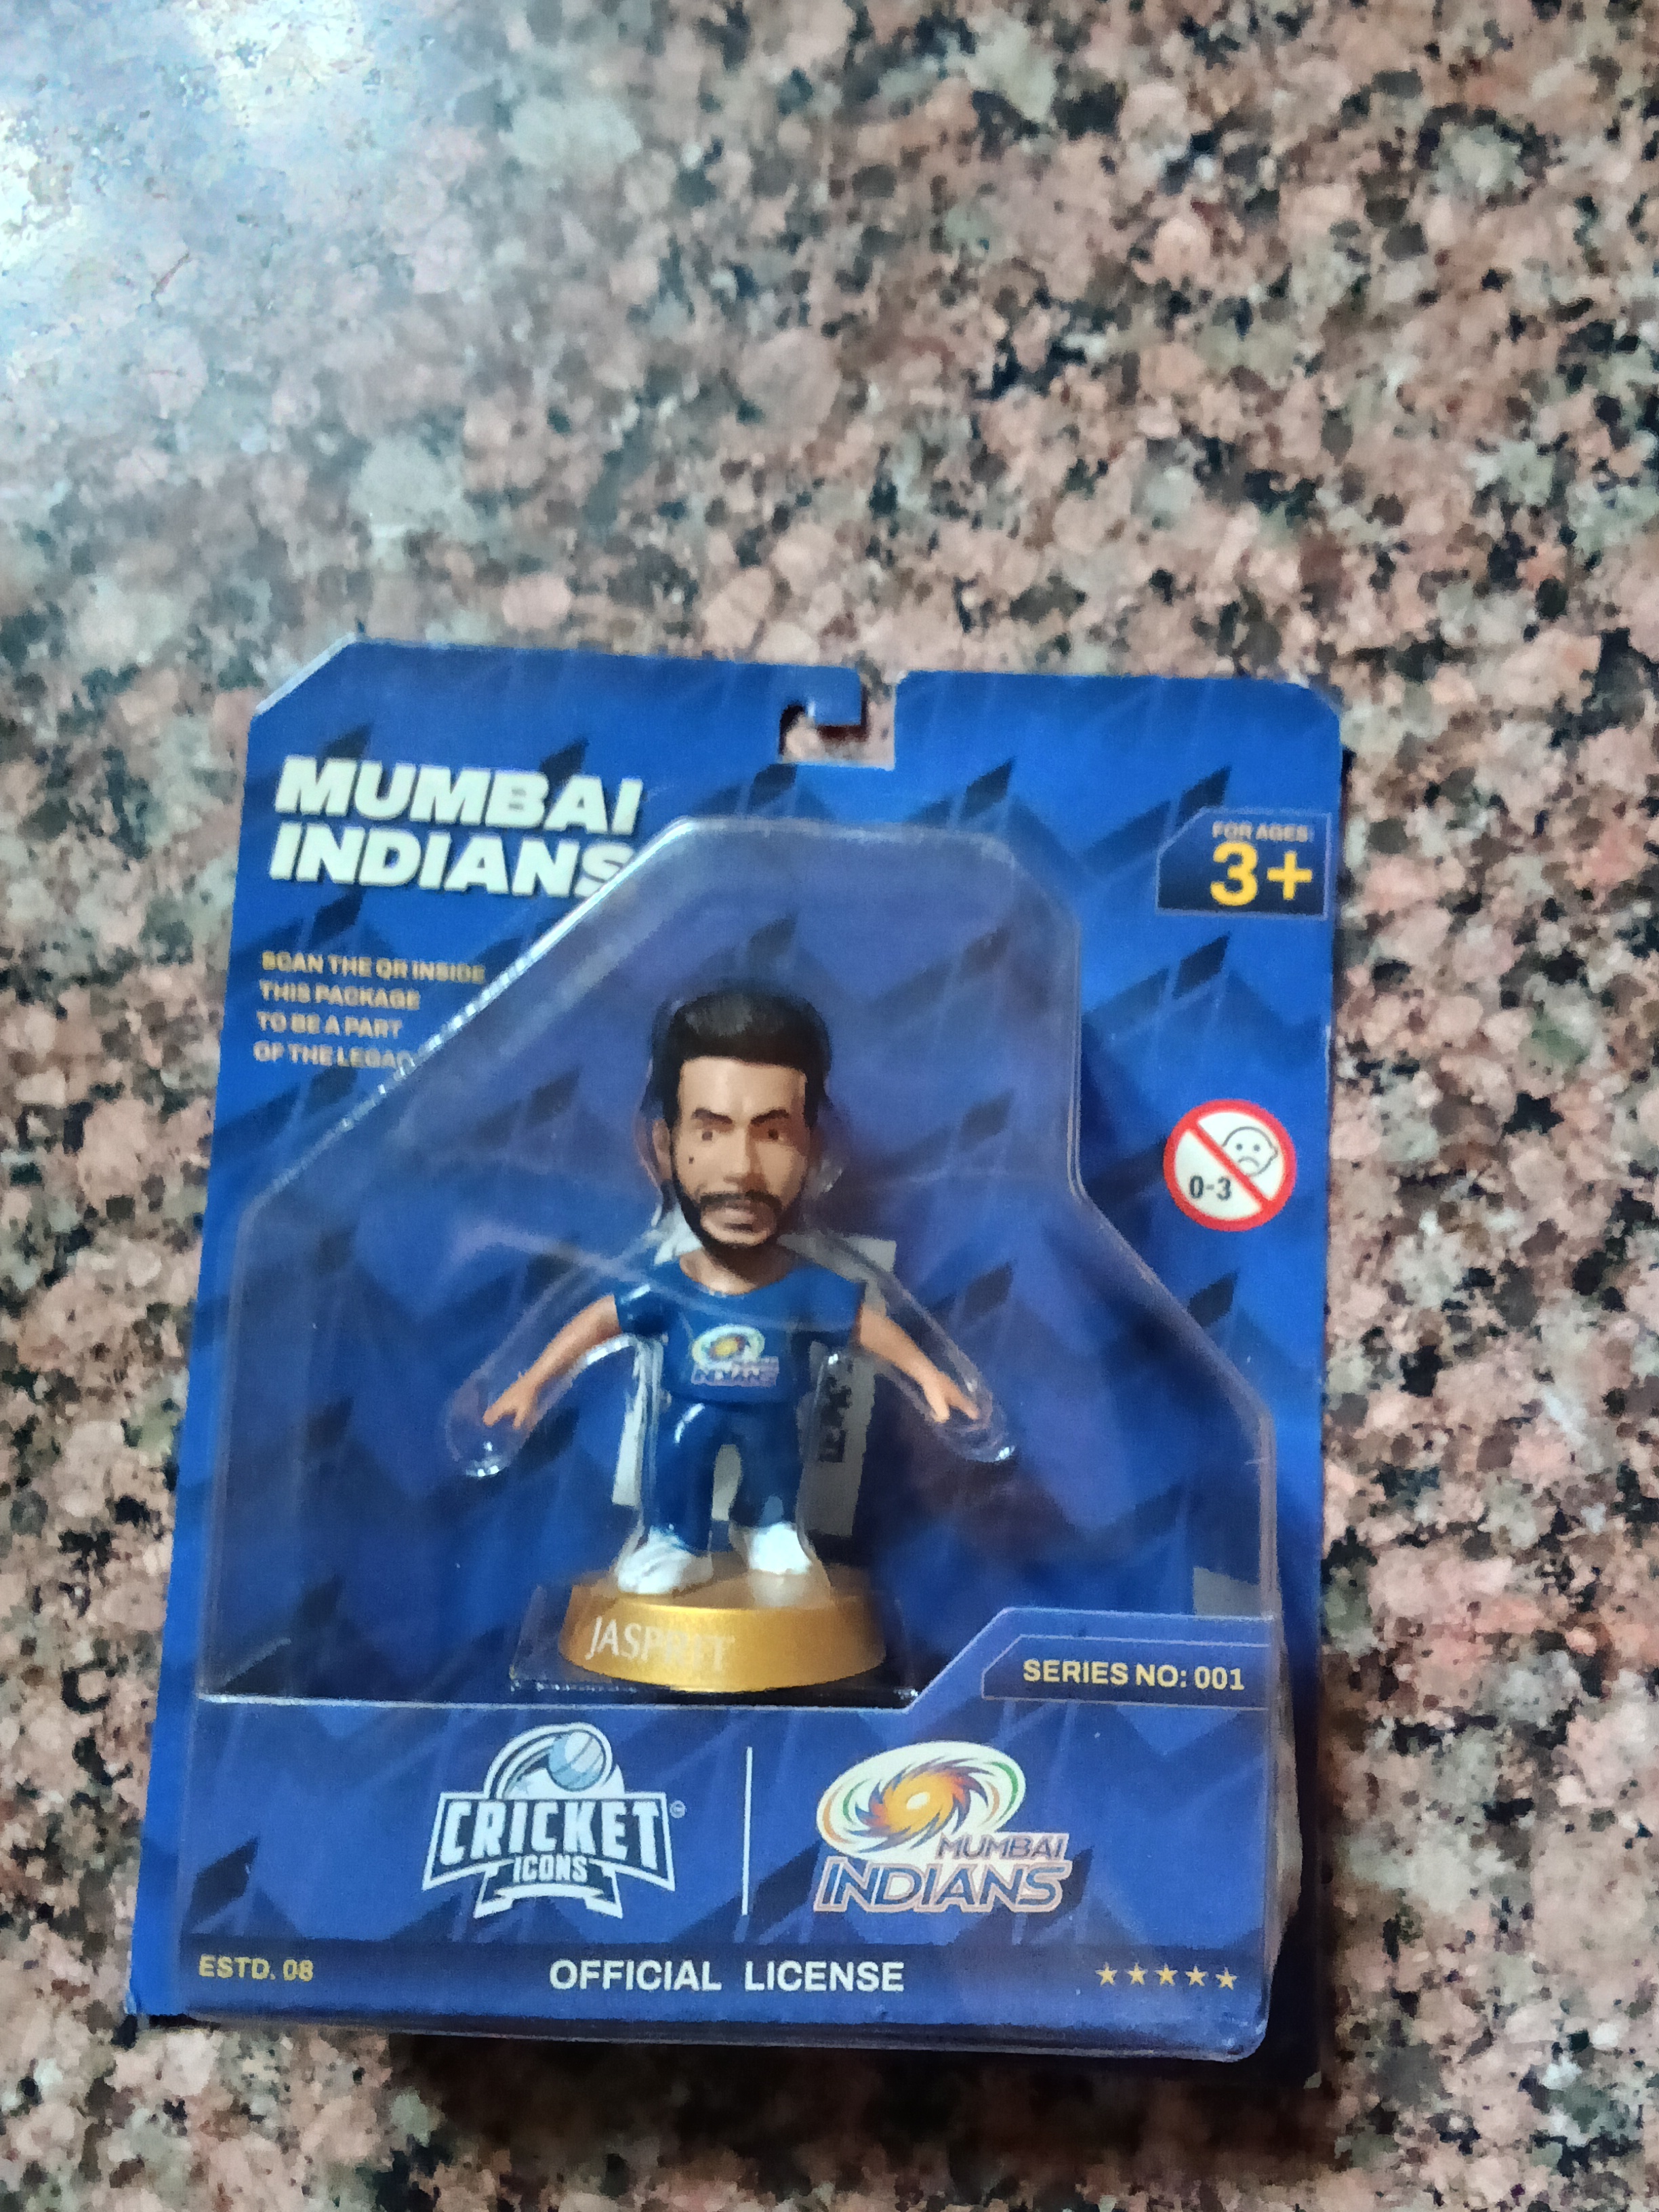 MUMBAI
INDIANS
FOR AGES:
3+
SCAN THE QR INSIDE
THIS PACKAGE
TO BE A PART
OF THE
0-3
MUMBAI
INDIANS
JASPRIT
SERIES NO: 001
CRICKET
ICONS
MUMBAI
INDIANS
ESTD. 08
OFFICIAL LICENSE